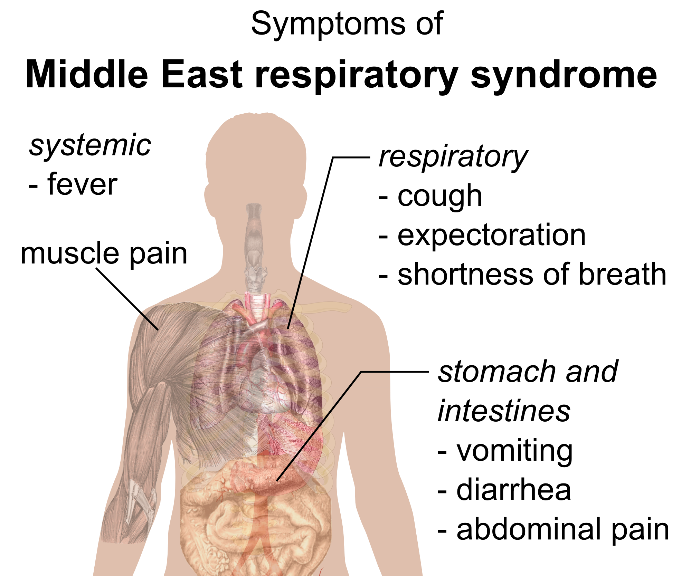 Symptoms of
Middle East respiratory syndrome
systemic
- fever
muscle pain
respiratory
- cough
- expectoration
- shortness of breath
stomach and
intestines
- vomiting
- diarrhea
- abdominal pain